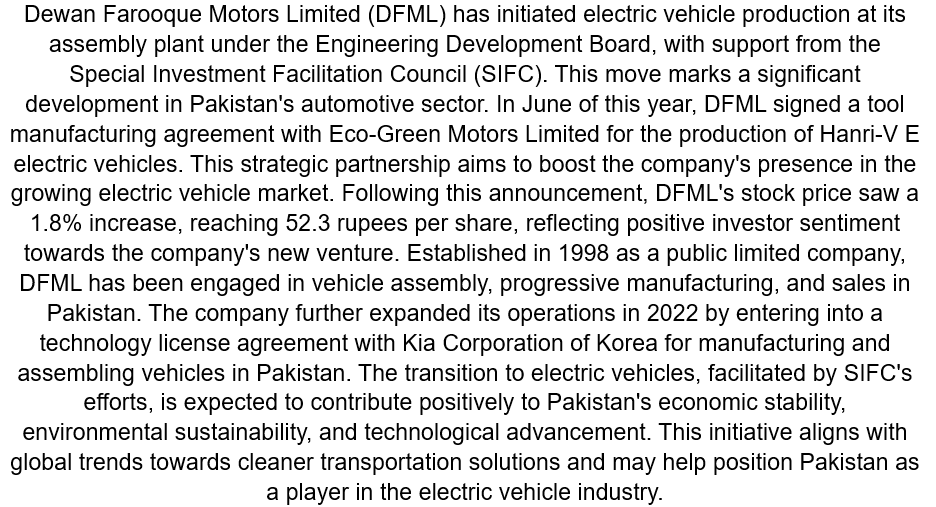 Dewan Farooque Motors Limited (DFML) has initiated electric vehicle production at its
assembly plant under the Engineering Development Board, with support from the
Special Investment Facilitation Council (SIFC). This move marks a significant
development in Pakistan's automotive sector. In June of this year, DFML signed a tool
manufacturing agreement with Eco-Green Motors Limited for the production of Hanri-V E
electric vehicles. This strategic partnership aims to boost the company's presence in the
growing electric vehicle market. Following this announcement, DFML's stock price saw a
1.8% increase, reaching 52.3 rupees per share, reflecting positive investor sentiment
towards the company's new venture. Established in 1998 as a public limited company,
DFML has been engaged in vehicle assembly, progressive manufacturing, and sales in
Pakistan. The company further expanded its operations in 2022 by entering into a
technology license agreement with Kia Corporation of Korea for manufacturing and
assembling vehicles in Pakistan. The transition to electric vehicles, facilitated by SIFC's
efforts, is expected to contribute positively to Pakistan's economic stability,
environmental sustainability, and technological advancement. This initiative aligns with
global trends towards cleaner transportation solutions and may help position Pakistan as
a player in the electric vehicle industry.